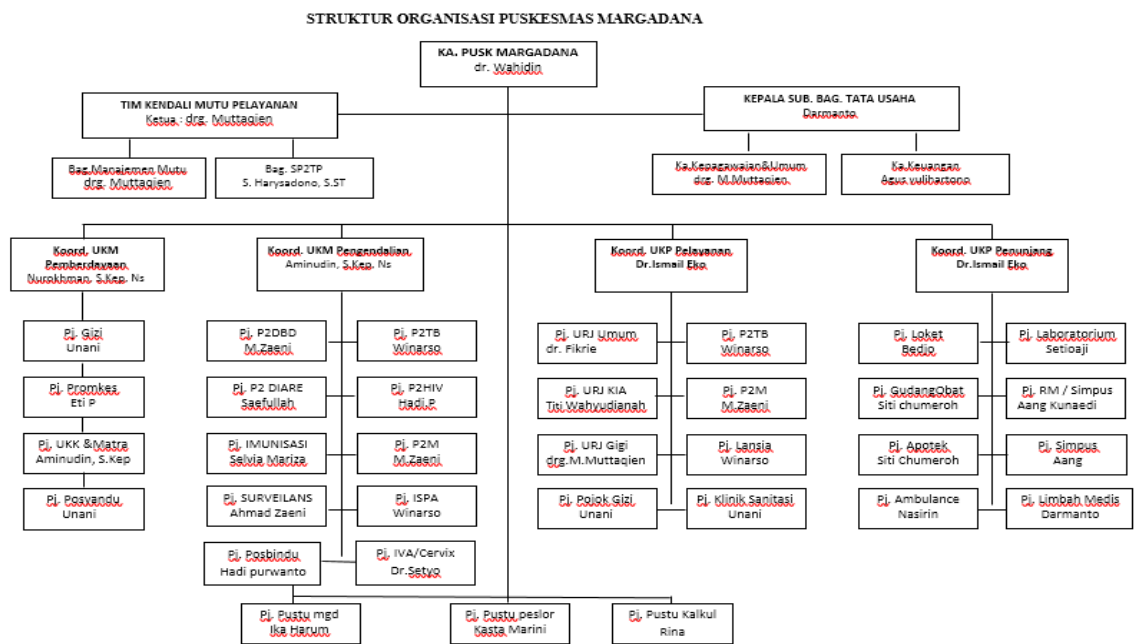 STRUKTUR ORGANISASI PUSKESMAS MARGADANA
KA. PUSK MARGADANA
dr. Wahidin
TIM KENDALI MUTU PELAYANAN
Ketua : drg. Muttaqien
KEPALA SUB. BAG. TATA USAHA
Darmanto
Bag.Manajemen Mutu
drg. Muttaqien
Bag. SP2TP
S. Harysadono, S.ST
Ka.Kepagawaian&Umum
drg. M.Muttaqien
Ka.Keuangan
Agus yulihartono
Koord. UKM
Pemberdayaan
Nurokhman, S.Kep, Ns
Koord. UKM Pengendalian
Aminudin, S.Kep, Ns
Koord. UKP Pelayanan
Dr.Ismail Eko
Koord. UKP Penunjang
Dr.Ismail Eko
Pj. Gizi
Unani
Pj. P2DBD
M.Zaeni
Pj. P2TB
Winarso
Pj. URJ Umum
dr. Fikrie
Pj. P2TB
Winarso
Pj. Loket
Bedjo
Pj. Laboratorium
Setioaji
Pj. Promkes
Eti P
Pj. P2 DIARE
Saefullah
Pj. P2HIV
Hadi.P
Pj. URJ KIA
Titi Wahyudianah
Pj. P2M
M.Zaeni
Pj. GudangObat
Siti chumeroh
Pj. RM / Simpus
Aang Kunaedi
Pj. UKK &Matra
Aminudin, S.Kep
Pj. IMUNISASI
Selvia Mariza
Pj. P2M
M.Zaeni
Pj. URJ Gigi
drg.M.Muttaqien
Pj. Lansia
Winarso
Pj. Apotek
Siti Chumeroh
Pj. Simpus
Aang
Pj. Posyandu
Unani
Pj. SURVEILANS
Ahmad Zaeni
Pj. ISPA
Winarso
Pj. Pojok Gizi
Unani
Pj. Klinik Sanitasi
Unani
Pj. Ambulance
Nasirin
Pj. Limbah Medis
Darmanto
Pj. Posbindu
Hadi purwanto
Pj. IVA/Cervix
Dr.Setyo
Pj. Pustu mgd
Ika Harum
Pj. Pustu peslor
Kasta Marini
Pj. Pustu Kalkul
Rina